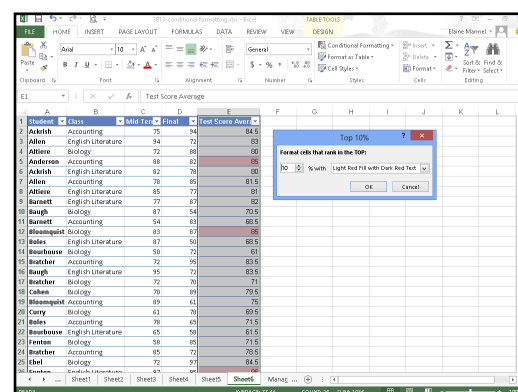 2013-conditional formatting.xlsx - Excel
TABLE TOOLS
FILE HOME INSERT PAGE LAYOUT FORMULAS DATA REVIEW VIEW DESIGN
Elaine Marmel
Arial 10
General
Conditional Formatting
Format as Table
Cell Styles
Insert
Delete
Format
Sort & Find &
Filter Select
Paste
Clipboard Font Alignment Number Styles Cells Editing
E1 Test Score Average
A B C D E F G H I J K
1 Student Class Mid-Term Final Test Score Avera
2 Ackrish Accounting 75 94 84.5
3 Allen English Literature 94 72 83
4 Altiere Biology 72 88 80
5 Anderson Accounting 88 82 85
6 Ackrish English Literature 82 78 80
7 Allen Accounting 78 85 81.5
8 Altiere English Literature 85 77 81
9 Barnett English Literature 77 87 82
10 Baugh Biology 87 54 70.5
11 Barnett Accounting 54 83 68.5
12 Bloomquist Biology 83 87 85
13 Boles English Literature 87 50 68.5
14 Bourbouse Biology 50 72 61
15 Bratcher Accounting 72 95 83.5
16 Baugh English Literature 95 72 83.5
17 Bratcher English Literature 72 70 71
18 Cohen Biology 70 89 79.5
19 Bloomquist Accounting 89 61 75
20 Curry Biology 61 78 69.5
21 Boles Accounting 78 65 71.5
22 Bourbouse English Literature 65 58 61.5
23 Fenton Biology 58 85 71.5
24 Bratcher Accounting 85 72 78.5
25 Ebel Biology 72 97 84.5
Top 10%
Format cells that rank in the TOP:
10 % with Light Red Fill with Dark Red Text
OK Cancel
Sheet1 Sheet2 Sheet3 Sheet4 Sheet5 Sheet6 Manag ...